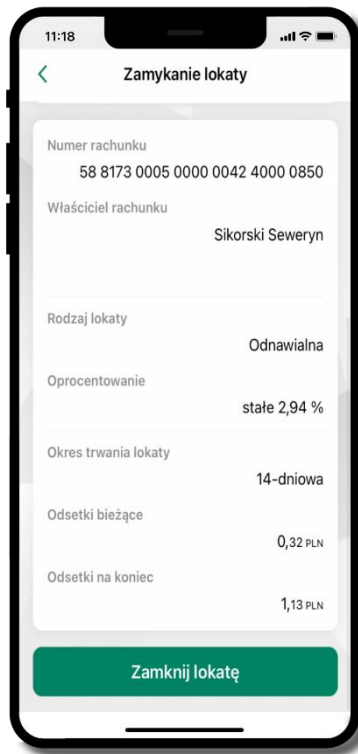 11:18
Zamykanie lokaty
Numer rachunku
58 8173 0005 0000 0042 4000 0850
Właściciel rachunku
Sikorski Seweryn
Rodzaj lokaty
Odnawialna
Oprocentowanie
stałe 2,94 %
Okres trwania lokaty
14-dniowa
Odsetki bieżące
0,32 PLN
Odsetki na koniec
1,13 PLN
Zamknij lokatę